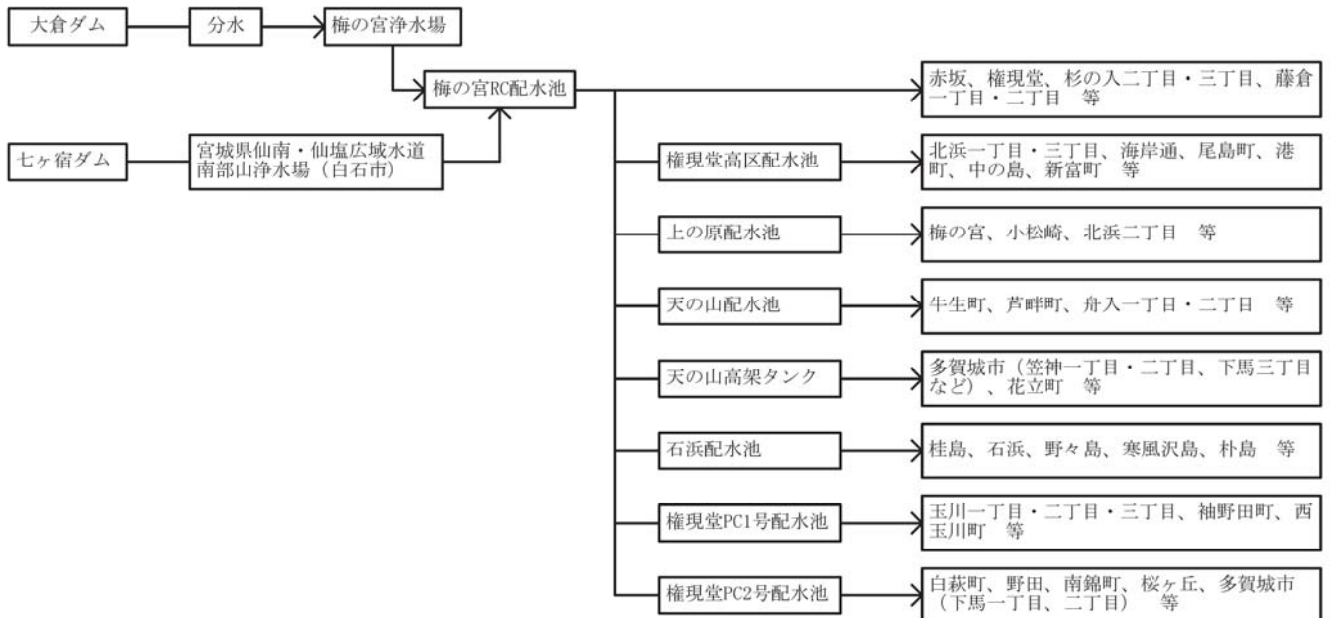 大倉ダム
分水
梅の宮浄水場
梅の宮RC配水池
赤坂、権現堂、杉の入二丁目・三丁目、藤倉
一丁目・二丁目　等
七ヶ宿ダム
宮城県仙南・仙塩広域水道
南部山浄水場（白石市）
権現堂高区配水池
北浜一丁目・三丁目、海岸通、尾島町、港
町、中の島、新富町　等
上の原配水池
梅の宮、小松崎、北浜二丁目　等
天の山配水池
牛生町、芦畔町、舟入一丁目・二丁目　等
天の山高架タンク
多賀城市（笠神一丁目・二丁目、下馬三丁目
など）、花立町　等
石浜配水池
桂島、石浜、野々島、寒風沢島、朴島　等
権現堂PC1号配水池
玉川一丁目・二丁目・三丁目、袖野田町、西
玉川町　等
権現堂PC2号配水池
白萩町、野田、南錦町、桜ヶ丘、多賀城市
（下馬一丁目、二丁目）　等